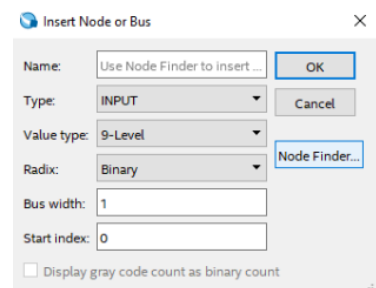 Insert Node or Bus
Name: Use Node Finder to insert ... OK
Type: INPUT Cancel
Value type: 9-Level
Node Finder...
Radix: Binary
Bus width: 1
Start index: 0
Display gray code count as binary count